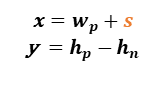 x = w_p + s
y = h_p − h_n